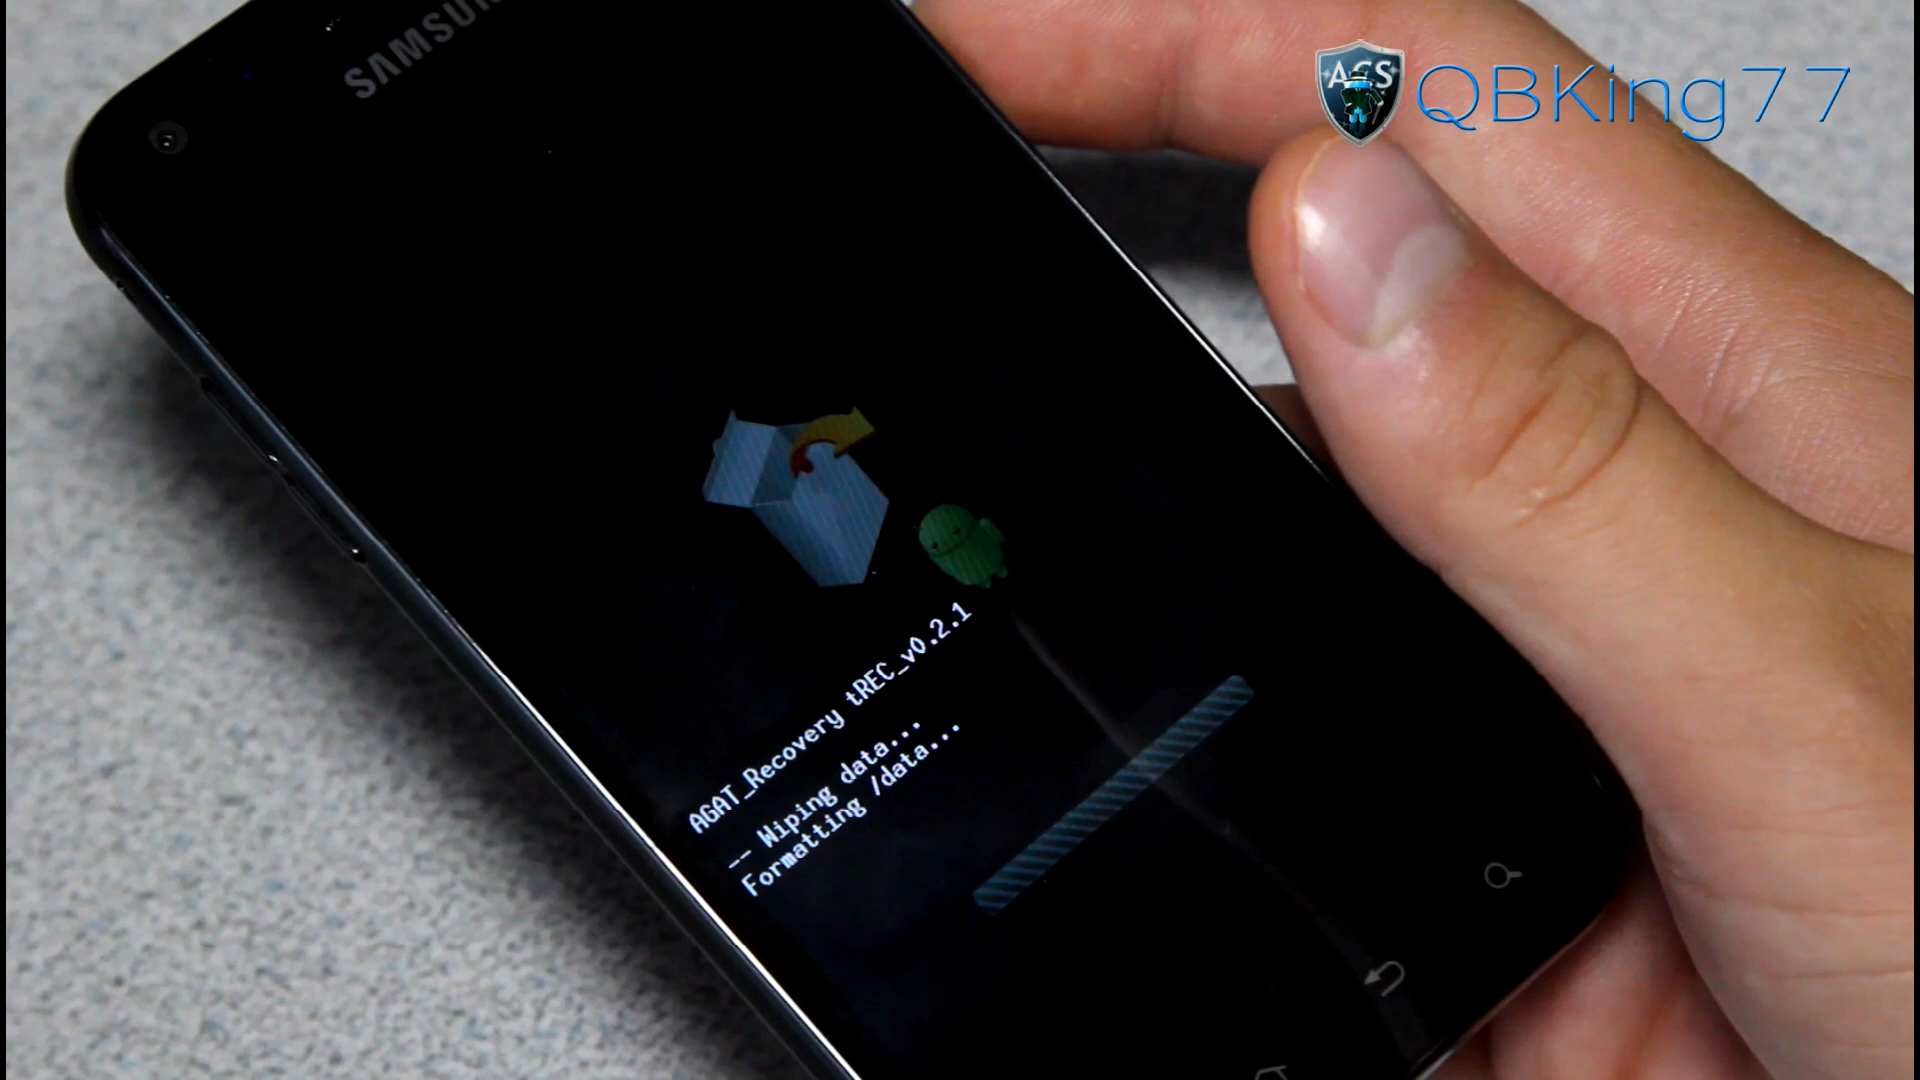 SAMSUNG
ACS
QBKing77
AGAT_Recovery tREC_v0.2.1
-- Wiping data...
Formatting /data...